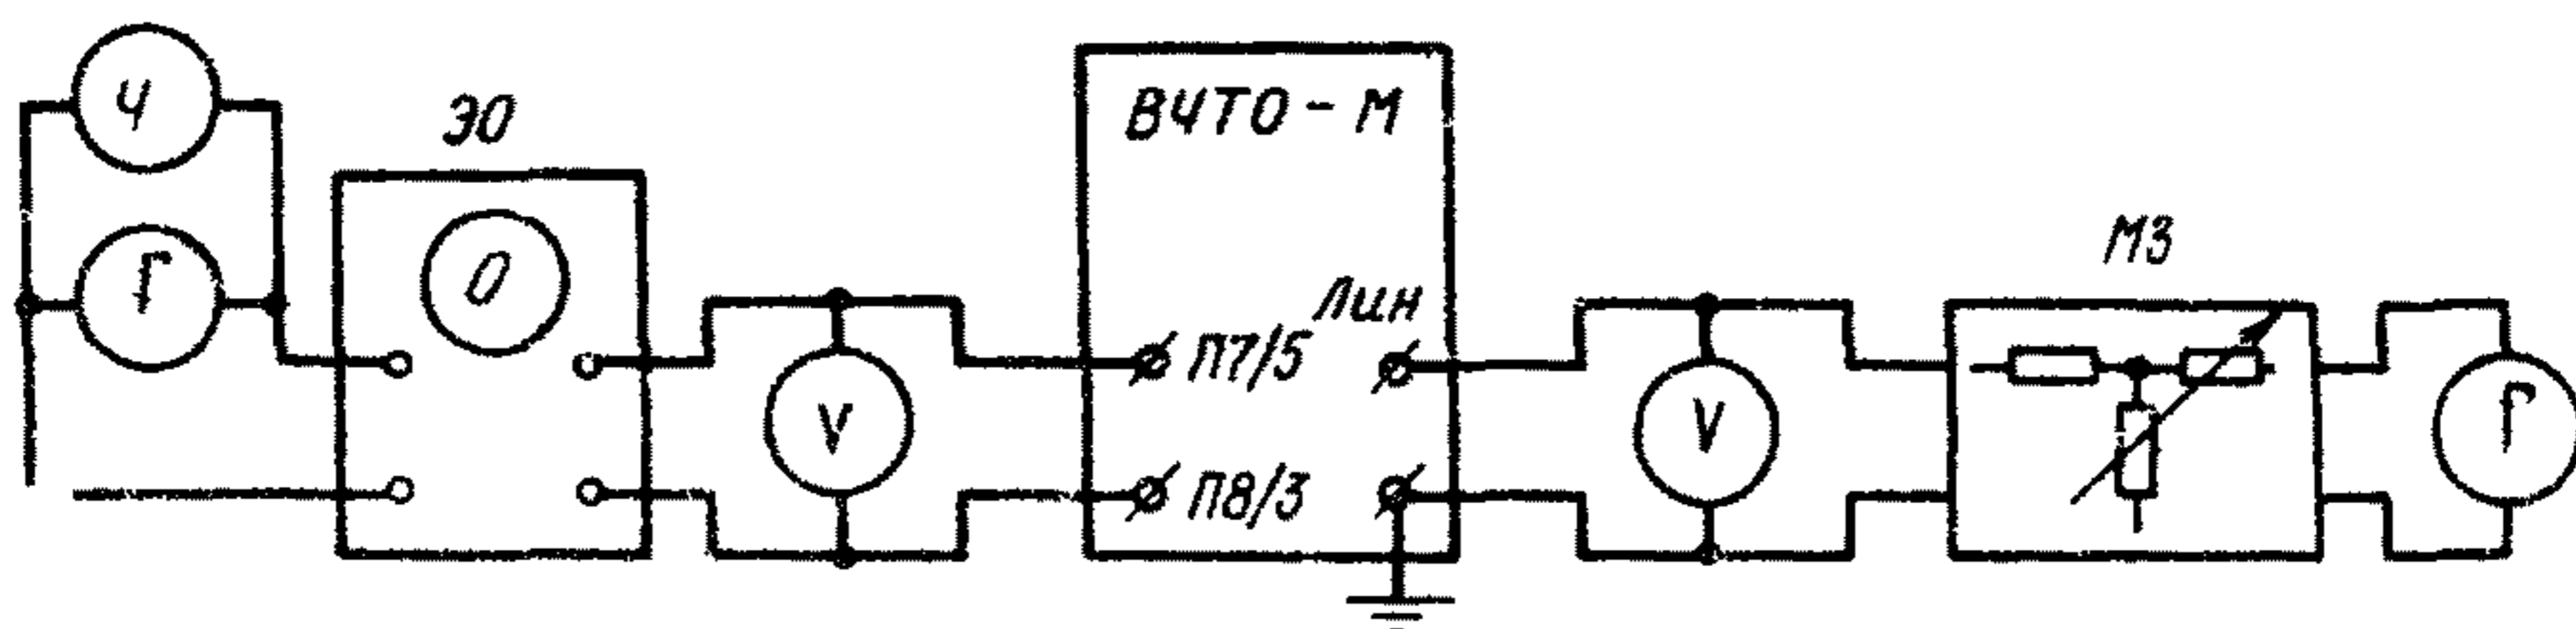 Ч
ЭО
О
Г
V
ВЧТО-М
Лин
П7/5
П8/3
V
МЗ
Г